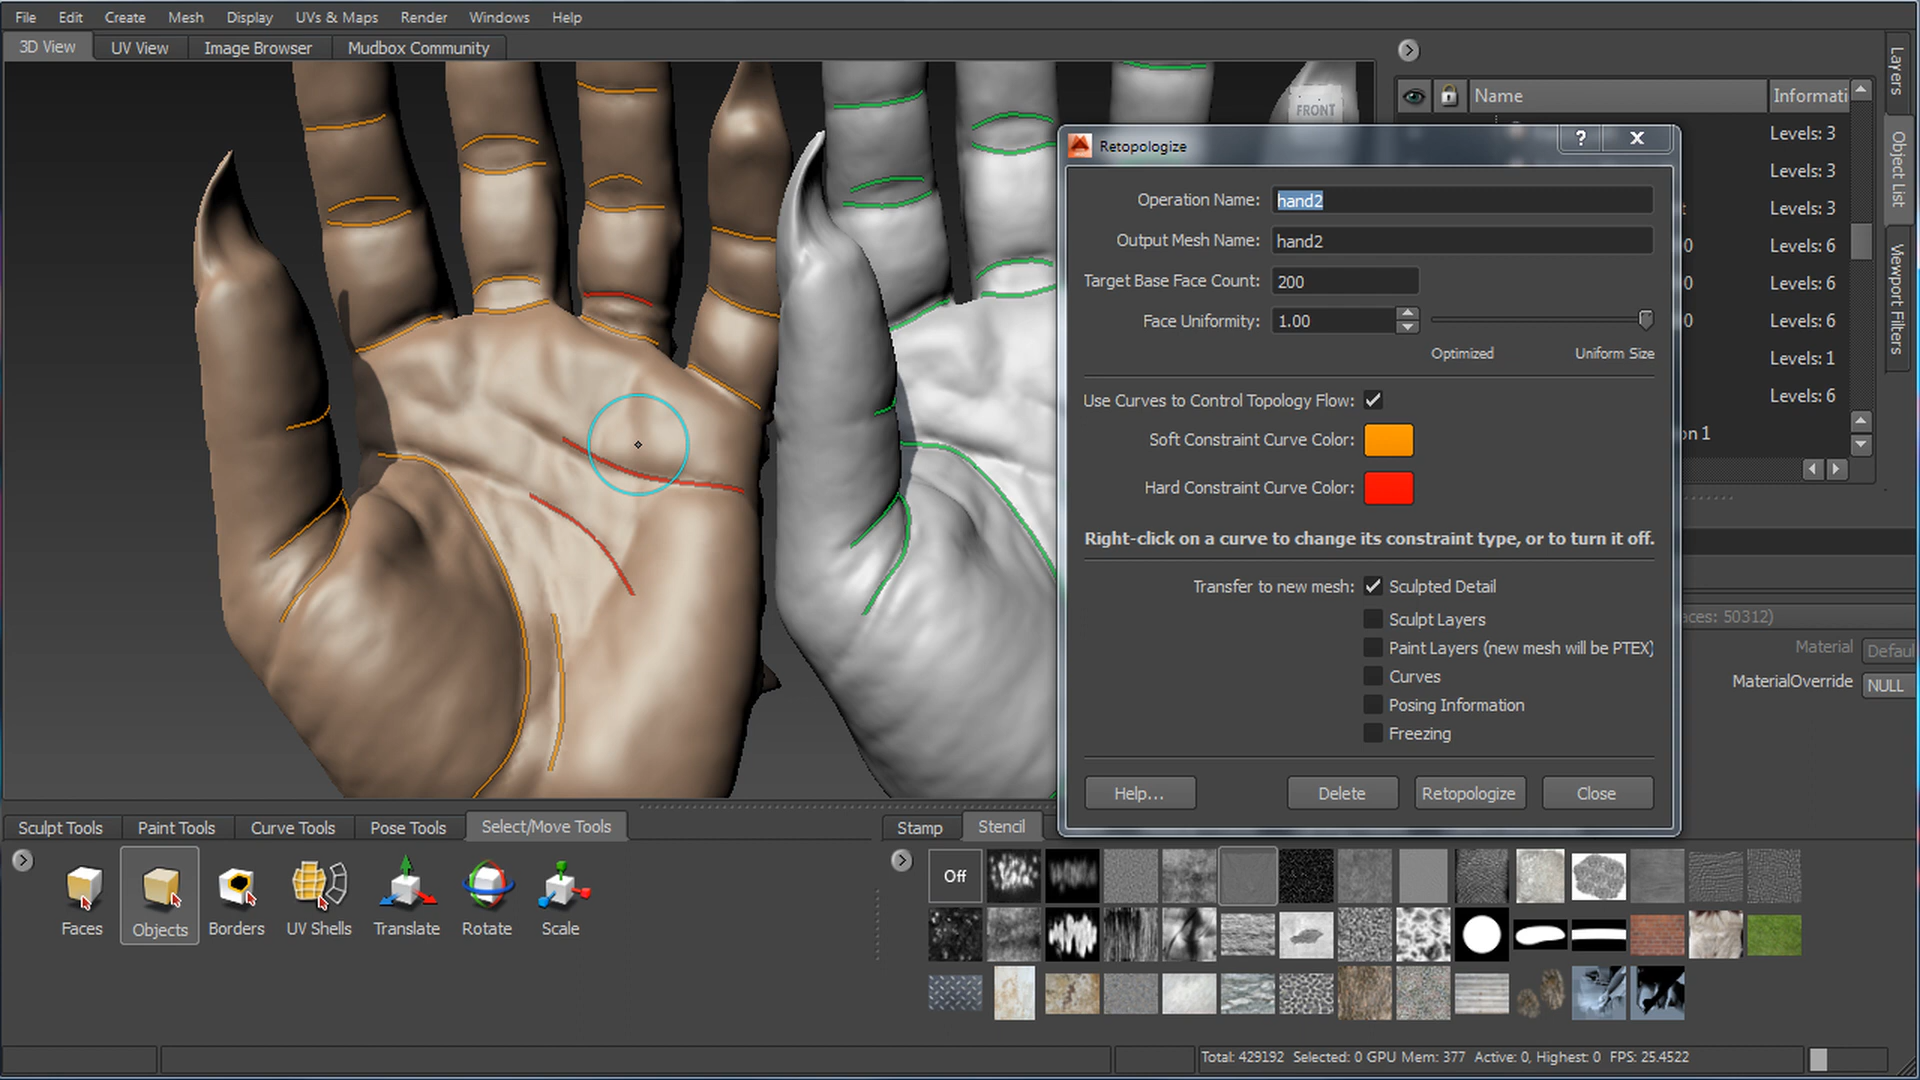 File Edit Create Mesh Display UVs & Maps Render Windows Help
3D View UV View Image Browser Mudbox Community
FRONT
Name Informati
Levels: 3
Levels: 3
Levels: 3
0 Levels: 6
0 Levels: 6
0 Levels: 6
Levels: 1
Levels: 6
on 1
Layers
Object List
Viewport Filters
Retopologize
Operation Name: hand2
Output Mesh Name: hand2
Target Base Face Count: 200
Face Uniformity: 1.00
Optimized Uniform Size
Use Curves to Control Topology Flow:
Soft Constraint Curve Color:
Hard Constraint Curve Color:
Right-click on a curve to change its constraint type, or to turn it off.
Transfer to new mesh: Sculpted Detail
Sculpt Layers
Paint Layers (new mesh will be PTEX)
Curves
Posing Information
Freezing
Help... Delete Retopologize Close
aces: 50312)
Material Defaul
MaterialOverride NULL
Sculpt Tools Paint Tools Curve Tools Pose Tools Select/Move Tools
Faces Objects Borders UV Shells Translate Rotate Scale
Stamp Stencil
Off
Total: 429192 Selected: 0 GPU Mem: 377 Active: 0, Highest: 0 FPS: 25.4522